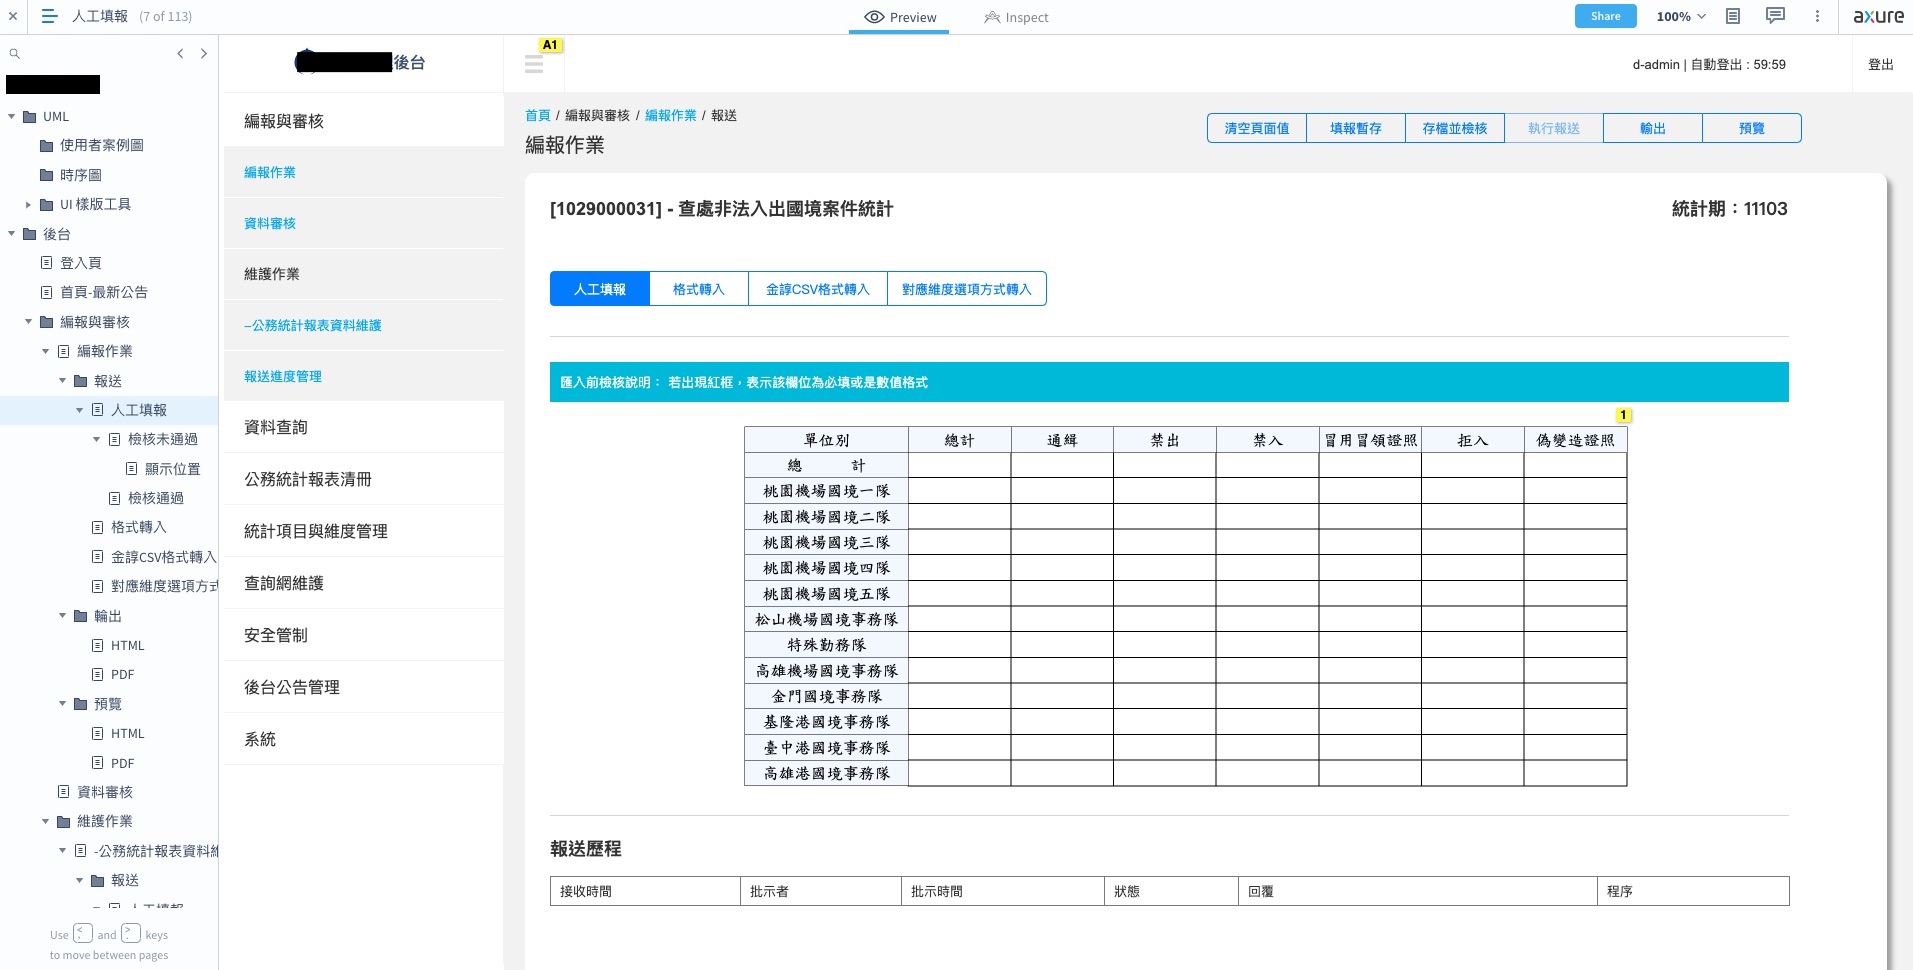 人工填報 (7 of 113)
Preview
Inspect
Share
100%
axure
UML
使用者案例圖
時序圖
UI 樣版工具
後台
登入頁
首頁-最新公告
編報與審核
編報作業
報送
人工填報
檢核未通過
顯示位置
檢核通過
格式轉入
金諄CSV格式轉入
對應維度選項方式
輸出
HTML
PDF
預覽
HTML
PDF
資料審核
維護作業
-公務統計報表資料維
報送
人工填報
Use < , and > . keys
to move between pages
後台
編報與審核
編報作業
資料審核
維護作業
–公務統計報表資料維護
報送進度管理
資料查詢
公務統計報表清冊
統計項目與維度管理
查詢網維護
安全管制
後台公告管理
系統
A1
d-admin | 自動登出 : 59:59
登出
首頁 / 編報與審核 / 編報作業 / 報送
編報作業
清空頁面值 填報暫存 存檔並檢核 執行報送 輸出 預覽
[1029000031] - 查處非法入出國境案件統計
統計期：11103
人工填報 格式轉入 金諄CSV格式轉入 對應維度選項方式轉入
匯入前檢核說明： 若出現紅框，表示該欄位為必填或是數值格式
1
單位別 總計 通緝 禁出 禁入 冒用冒領證照 拒入 偽變造證照
總 計
桃園機場國境一隊
桃園機場國境二隊
桃園機場國境三隊
桃園機場國境四隊
桃園機場國境五隊
松山機場國境事務隊
特殊勤務隊
高雄機場國境事務隊
金門國境事務隊
基隆港國境事務隊
臺中港國境事務隊
高雄港國境事務隊
報送歷程
接收時間 批示者 批示時間 狀態 回覆 程序